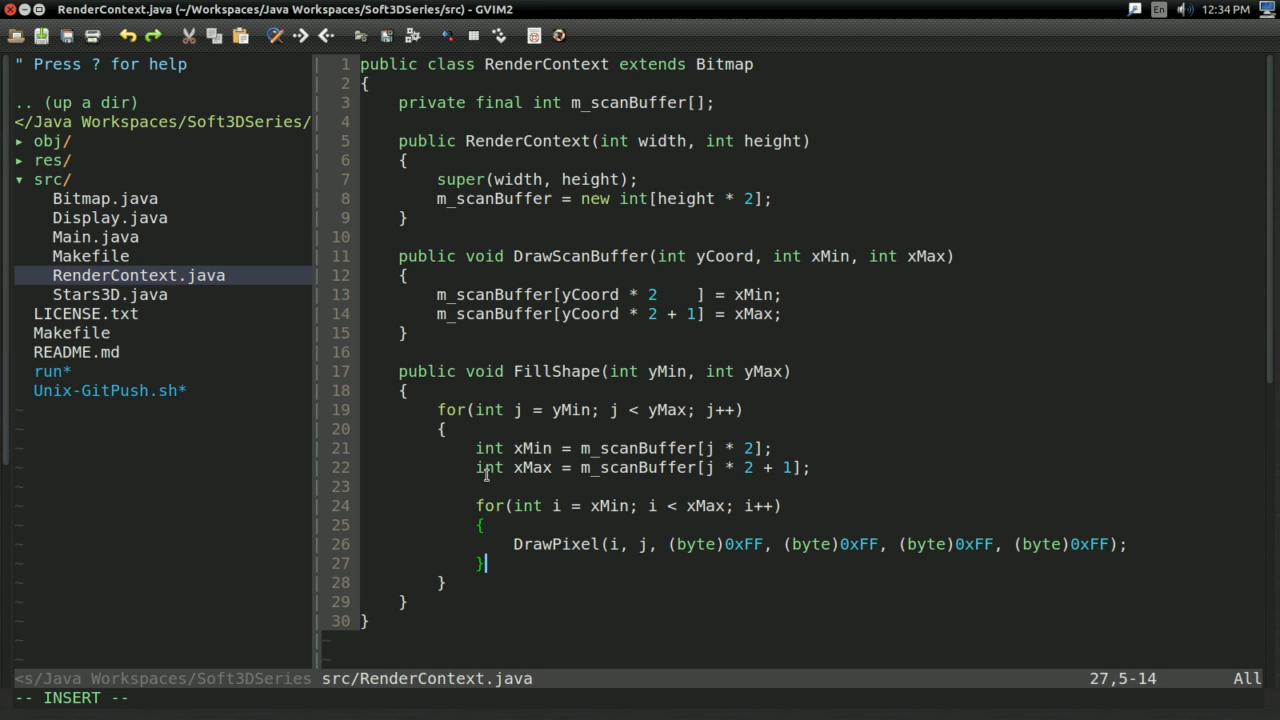 RenderContext.java (~/Workspaces/Java Workspaces/Soft3DSeries/src) - GVIM2
En
12:34 PM
" Press ? for help
.. (up a dir)
</Java Workspaces/Soft3DSeries/
▸ obj/
▸ res/
▾ src/
Bitmap.java
Display.java
Main.java
Makefile
RenderContext.java
Stars3D.java
LICENSE.txt
Makefile
README.md
run*
Unix-GitPush.sh*
~
~
~
~
~
~
~
~
~
~
~
~
~
~
1 public class RenderContext extends Bitmap
2 {
3     private final int m_scanBuffer[];
4
5     public RenderContext(int width, int height)
6     {
7         super(width, height);
8         m_scanBuffer = new int[height * 2];
9     }
10
11     public void DrawScanBuffer(int yCoord, int xMin, int xMax)
12     {
13         m_scanBuffer[yCoord * 2    ] = xMin;
14         m_scanBuffer[yCoord * 2 + 1] = xMax;
15     }
16
17     public void FillShape(int yMin, int yMax)
18     {
19         for(int j = yMin; j < yMax; j++)
20         {
21             int xMin = m_scanBuffer[j * 2];
22             int xMax = m_scanBuffer[j * 2 + 1];
23
24             for(int i = xMin; i < xMax; i++)
25             {
26                 DrawPixel(i, j, (byte)0xFF, (byte)0xFF, (byte)0xFF, (byte)0xFF);
27             }
28         }
29     }
30 }
~
~
<s/Java Workspaces/Soft3DSeries src/RenderContext.java 27,5-14 All
-- INSERT --